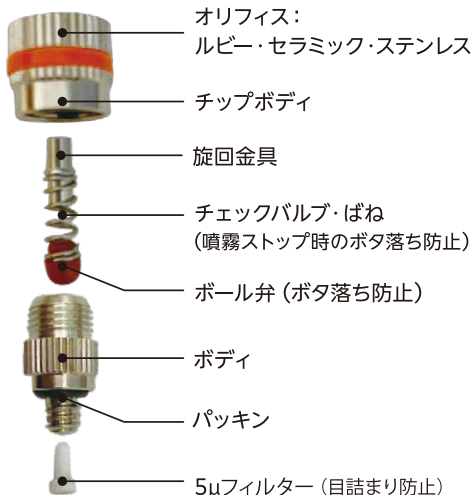 オリフィス：
ルビー・セラミック・ステンレス
チップボディ
旋回金具
チェックバルブ・ばね
（噴霧ストップ時のボタ落ち防止）
ボール弁（ボタ落ち防止）
ボディ
パッキン
5μフィルター（目詰まり防止）